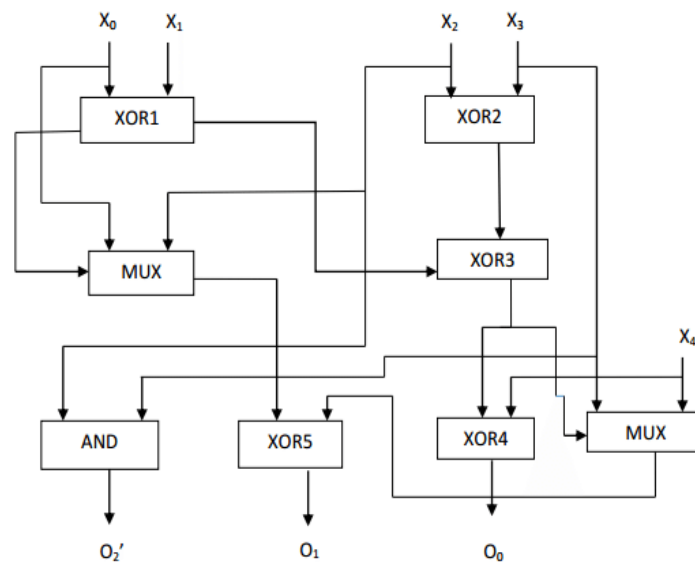 X₀ X₁ X₂ X₃
XOR1 XOR2
MUX XOR3
X₄
AND XOR5 XOR4 MUX
O₂′ O₁ O₀